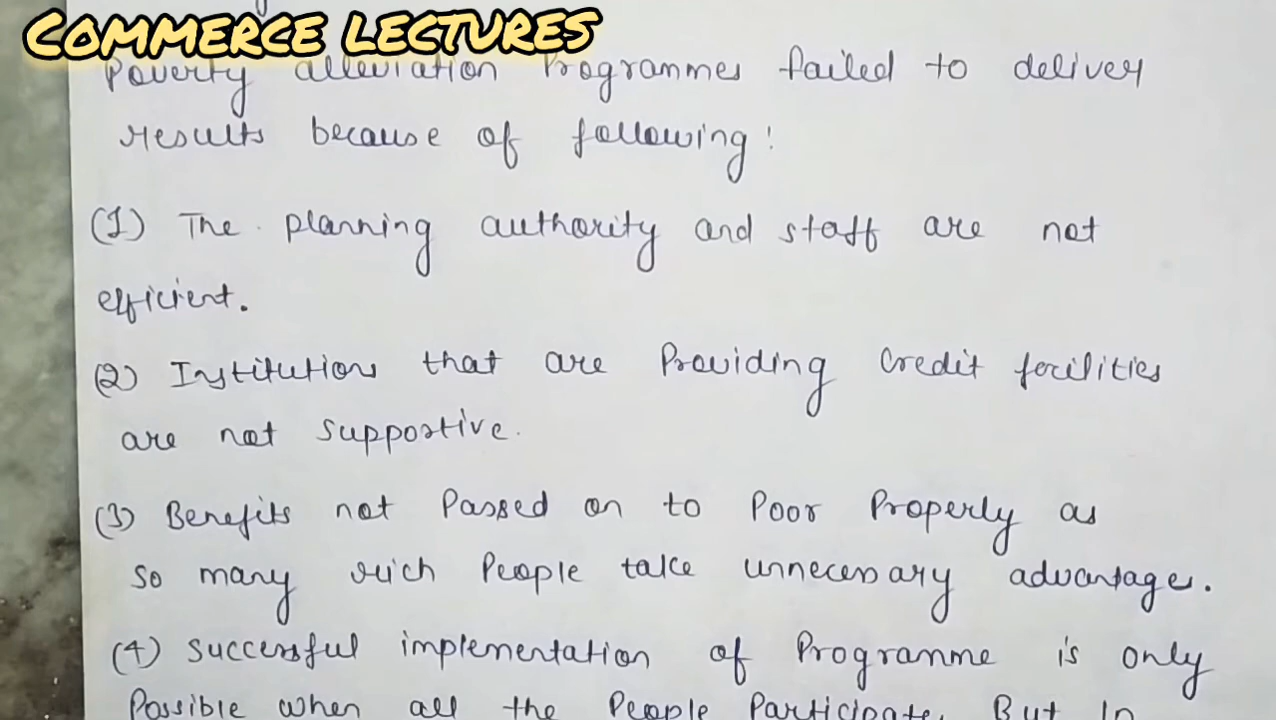 COMMERCE LECTURES
Poverty alleviation Programmes failed to deliver
results because of following:
(1) The planning authority and staff are not
efficient.
(2) Institutions that are Providing Credit facilities
are not supportive.
(3) Benefits not Passed on to Poor Properly as
so many rich People take unnecessary advantages.
(4) Successful implementation of Programme is only
Possible when all the People Participate. But in